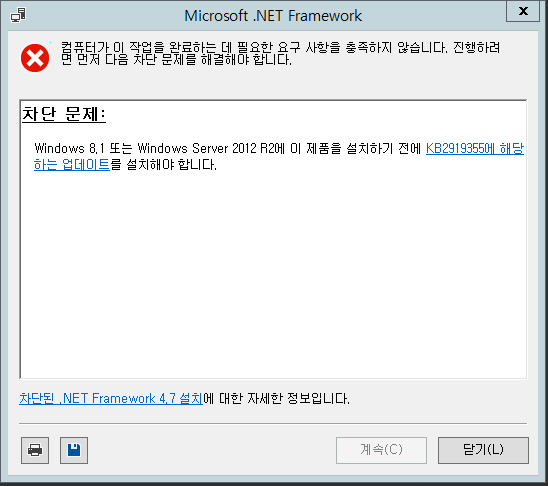 Microsoft .NET Framework
X
컴퓨터가 이 작업을 완료하는 데 필요한 요구 사항을 충족하지 않습니다. 진행하려
면 먼저 다음 차단 문제를 해결해야 합니다.
차단 문제:
Windows 8.1 또는 Windows Server 2012 R2에 이 제품을 설치하기 전에 KB2919355에 해당
하는 업데이트를 설치해야 합니다.
차단된 .NET Framework 4.7 설치에 대한 자세한 정보입니다.
계속(C)
닫기(L)